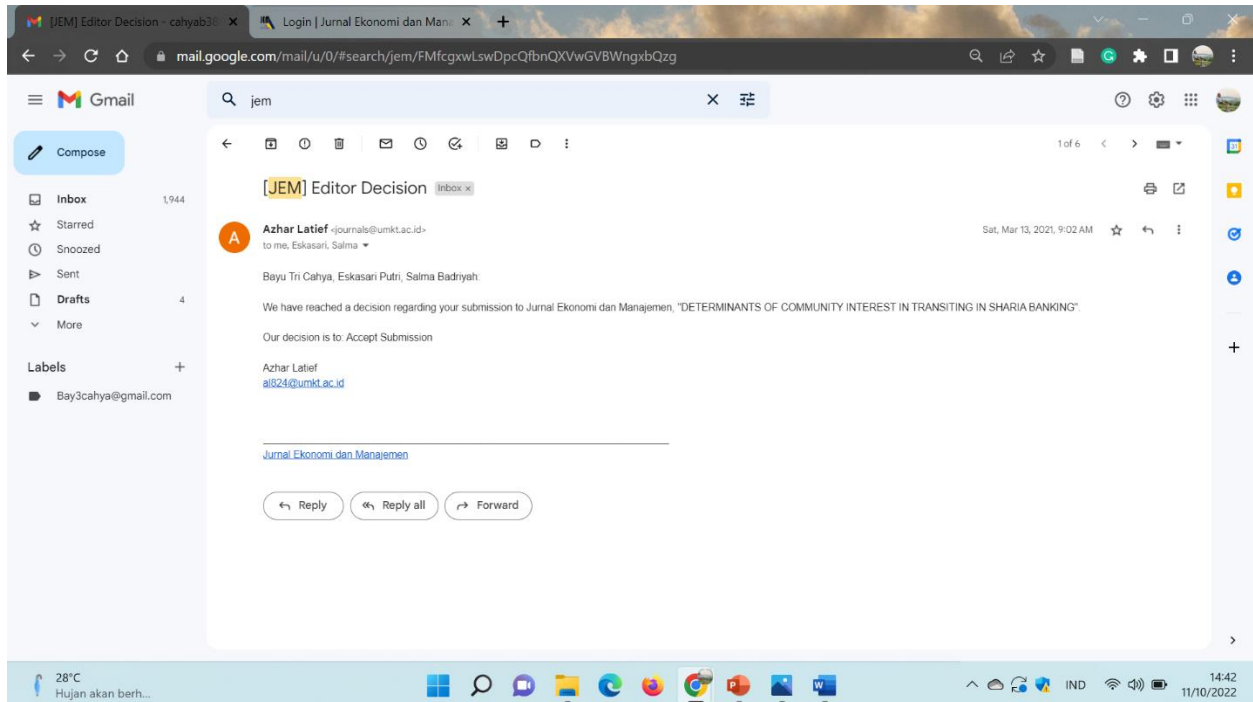 [JEM] Editor Decision - cahyab38
Login | Jurnal Ekonomi dan Mana
mail.google.com/mail/u/0/#search/jem/FMfcgxwLswDpcQfbnQXVwGVBWngxbQzg
Gmail
jem
Compose
1 of 6
[JEM] Editor Decision Inbox x
Inbox 1,944
Starred
Snoozed
Sent
Drafts 4
More
Labels
Bay3cahya@gmail.com
Azhar Latief <journals@umkt.ac.id>
Sat, Mar 13, 2021, 9:02 AM
to me, Eskasari, Salma
A
Bayu Tri Cahya, Eskasari Putri, Salma Badriyah:
We have reached a decision regarding your submission to Jurnal Ekonomi dan Manajemen, "DETERMINANTS OF COMMUNITY INTEREST IN TRANSITING IN SHARIA BANKING".
Our decision is to: Accept Submission
Azhar Latief
al824@umkt.ac.id
Jurnal Ekonomi dan Manajemen
Reply Reply all Forward
31
28°C
Hujan akan berh...
IND
14:42
11/10/2022